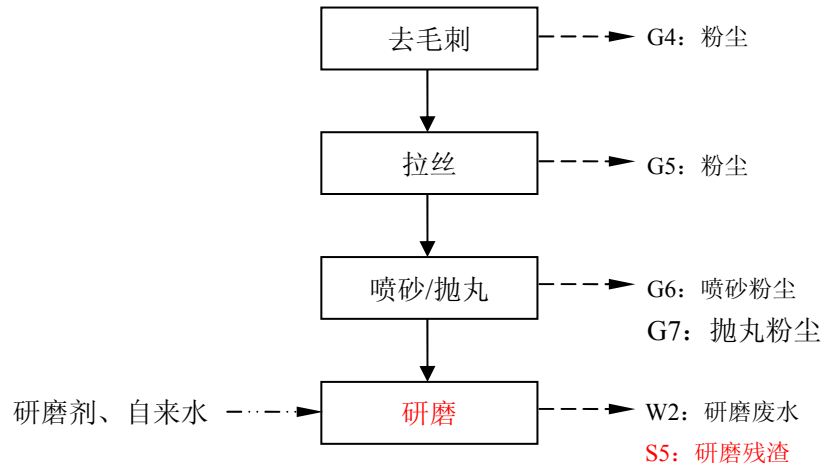 去毛刺
G4：粉尘
拉丝
G5：粉尘
喷砂/抛丸
G6：喷砂粉尘
G7：抛丸粉尘
研磨剂、自来水
研磨
W2：研磨废水
S5：研磨残渣